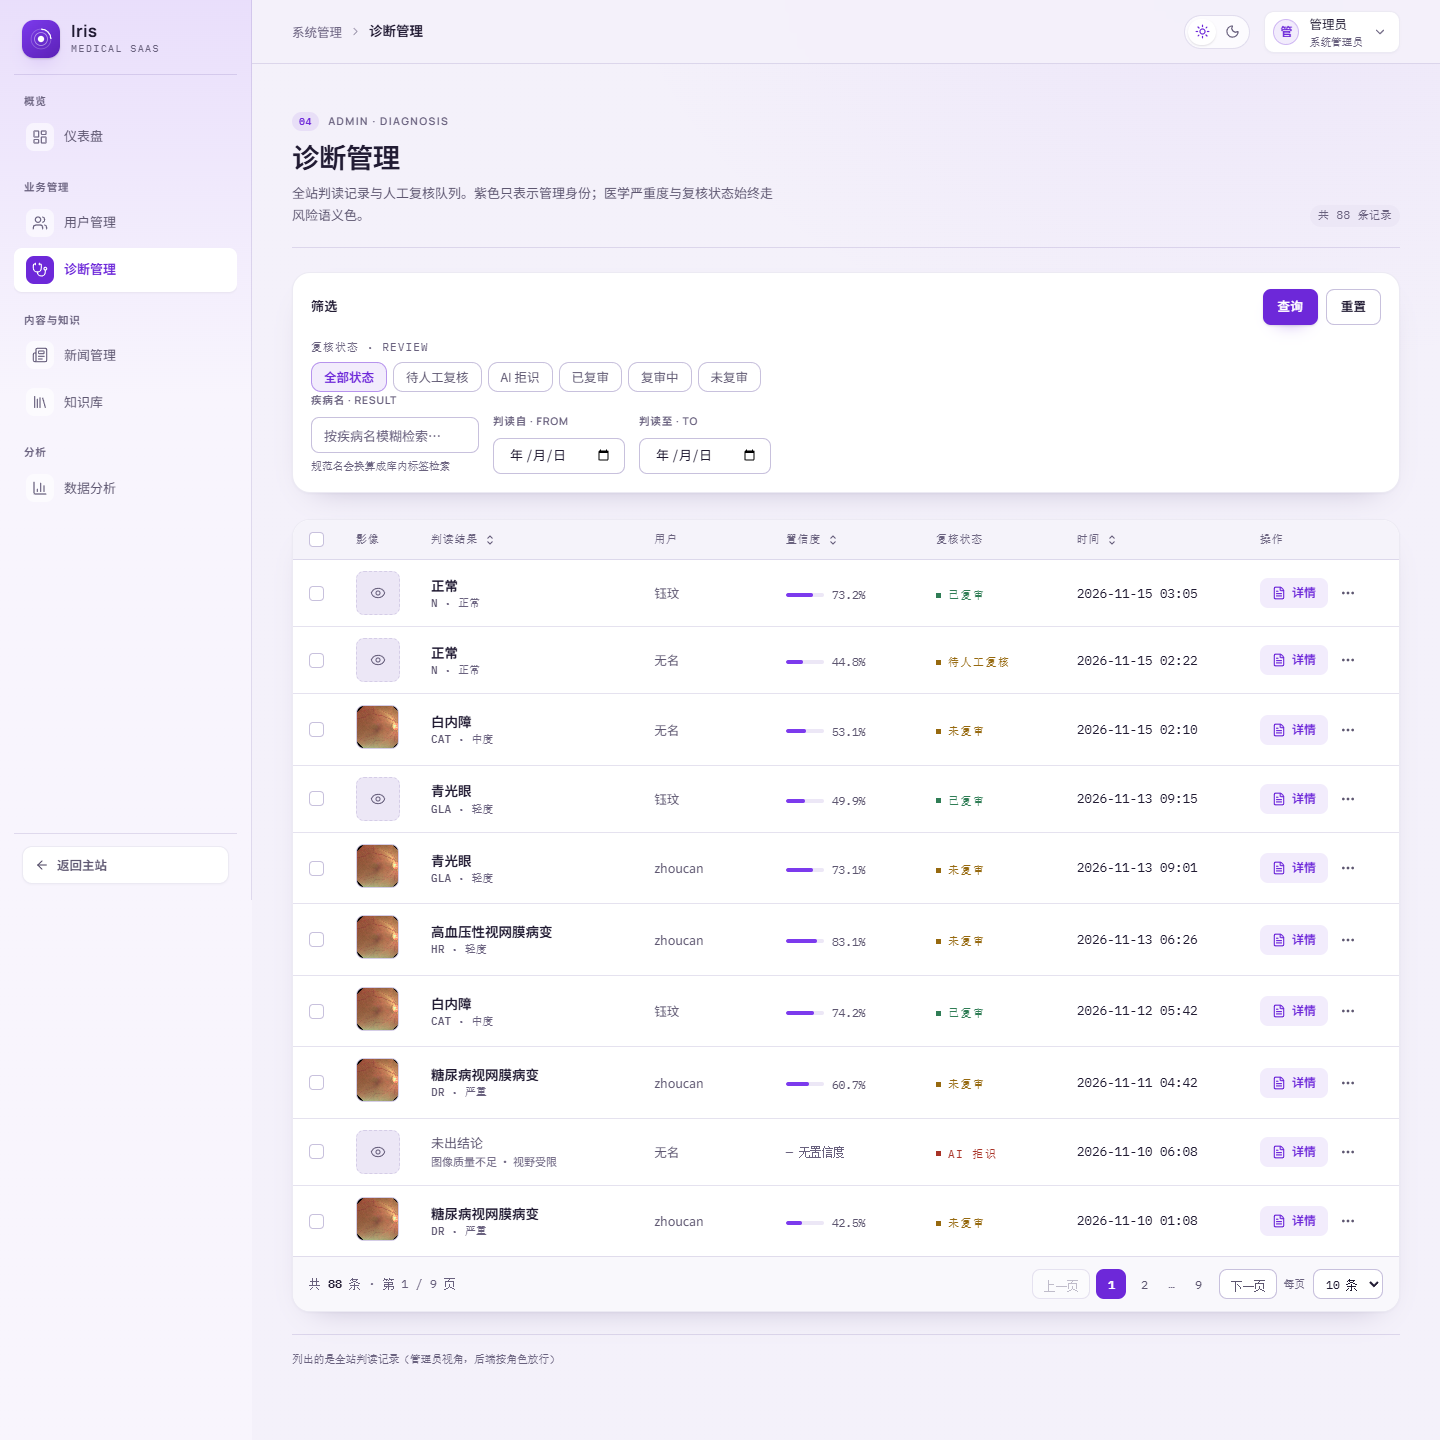 Iris
MEDICAL SAAS
概览
仪表盘
业务管理
用户管理
诊断管理
内容与知识
新闻管理
知识库
分析
数据分析
返回主站
系统管理 > 诊断管理
管
管理员
系统管理员
04 ADMIN · DIAGNOSIS
诊断管理
全站判读记录与人工复核队列。紫色只表示管理身份；医学严重度与复核状态始终走
风险语义色。
共 88 条记录
筛选
查询
重置
复核状态 · REVIEW
全部状态 待人工复核 AI 拒识 已复审 复审中 未复审
疾病名 · RESULT
按疾病名模糊检索…
规范名会换算成库内标签检索
判读自 · FROM
年 /月/日
判读至 · TO
年 /月/日
影像 判读结果 用户 置信度 复核状态 时间 操作
正常
N · 正常
钰玟 73.2% 已复审 2026-11-15 03:05 详情 ···
正常
N · 正常
无名 44.8% 待人工复核 2026-11-15 02:22 详情 ···
白内障
CAT · 中度
无名 53.1% 未复审 2026-11-15 02:10 详情 ···
青光眼
GLA · 轻度
钰玟 49.9% 已复审 2026-11-13 09:15 详情 ···
青光眼
GLA · 轻度
zhoucan 73.1% 未复审 2026-11-13 09:01 详情 ···
高血压性视网膜病变
HR · 轻度
zhoucan 83.1% 未复审 2026-11-13 06:26 详情 ···
白内障
CAT · 中度
钰玟 74.2% 已复审 2026-11-12 05:42 详情 ···
糖尿病视网膜病变
DR · 严重
zhoucan 60.7% 未复审 2026-11-11 04:42 详情 ···
未出结论
图像质量不足 · 视野受限
无名 — 无置信度 AI 拒识 2026-11-10 06:08 详情 ···
糖尿病视网膜病变
DR · 严重
zhoucan 42.5% 未复审 2026-11-10 01:08 详情 ···
共 88 条 · 第 1 / 9 页
上一页 1 2 … 9 下一页 每页 10 条
列出的是全站判读记录（管理员视角，后端按角色放行）